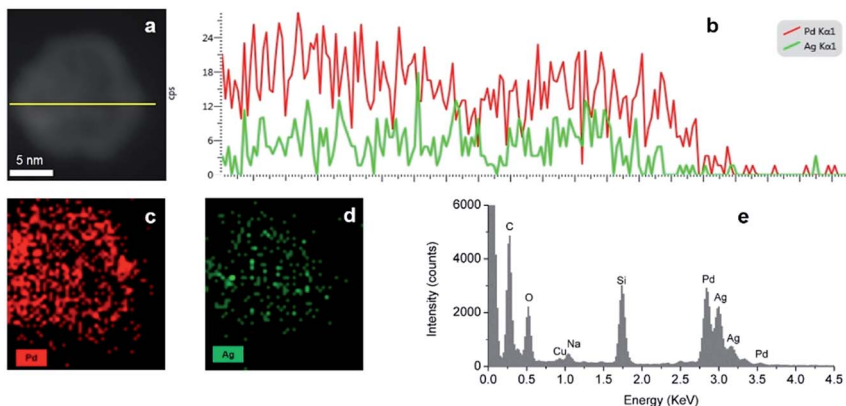 a
5 nm
b
24
18
12
6
0
cps
Pd Kα1
Ag Kα1
c
Pd
d
Ag
e
6000
4000
2000
0
Intensity (counts)
C
O
Cu
Na
Si
Pd
Ag
Ag
Pd
0.0 0.5 1.0 1.5 2.0 2.5 3.0 3.5 4.0 4.5
Energy (KeV)